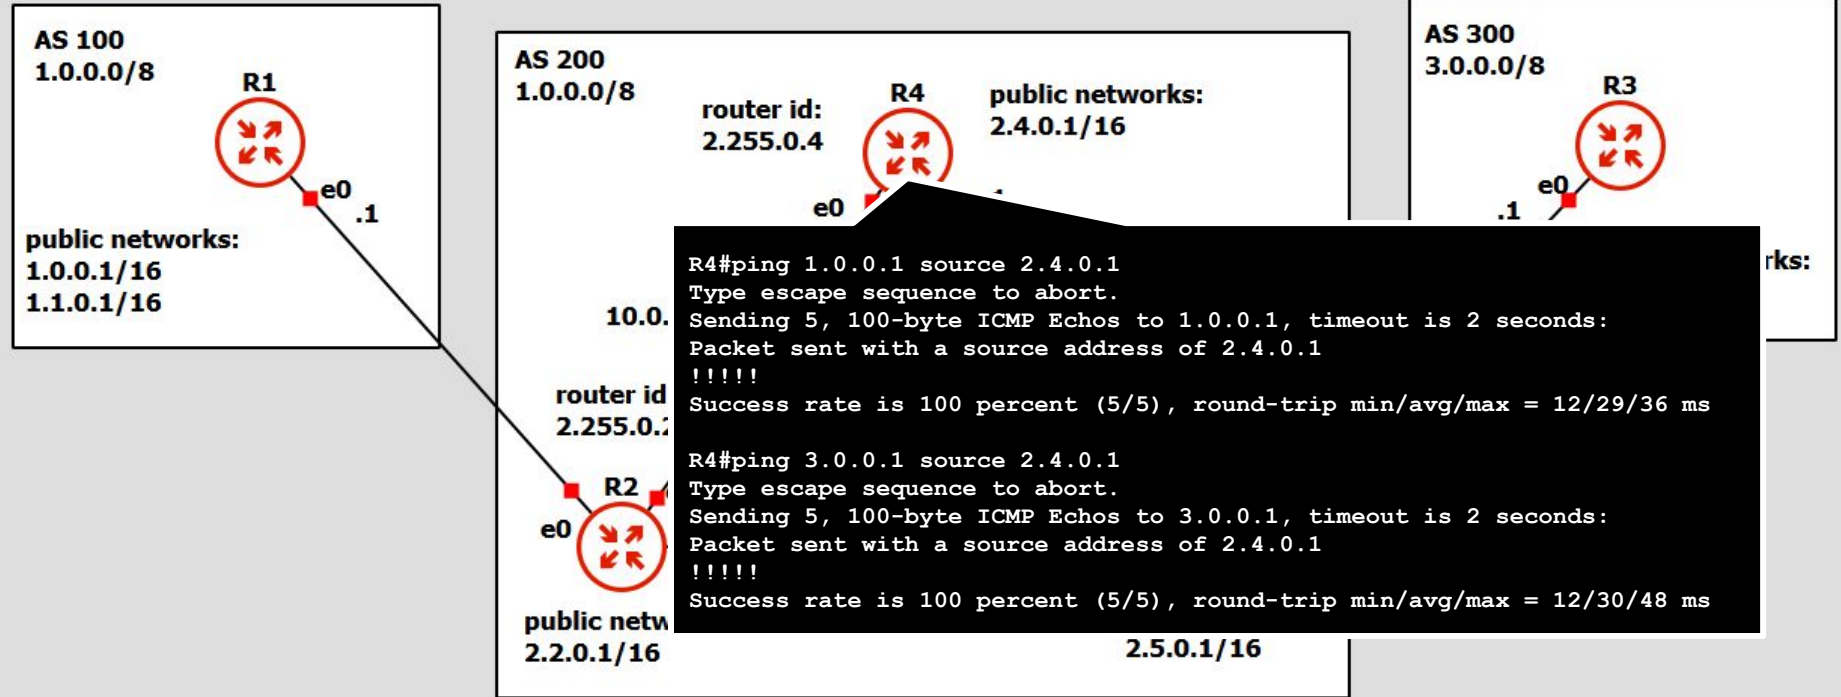 AS 100
1.0.0.0/8
R1
e0
.1
public networks:
1.0.0.1/16
1.1.0.1/16
AS 200
1.0.0.0/8
router id:
2.255.0.4
R4
public networks:
2.4.0.1/16
e0
10.0.
router id
2.255.0.2
R2
e0
public netw
2.2.0.1/16
2.5.0.1/16
AS 300
3.0.0.0/8
R3
e0
.1
rks:
R4#ping 1.0.0.1 source 2.4.0.1
Type escape sequence to abort.
Sending 5, 100-byte ICMP Echos to 1.0.0.1, timeout is 2 seconds:
Packet sent with a source address of 2.4.0.1
!!!!!
Success rate is 100 percent (5/5), round-trip min/avg/max = 12/29/36 ms
R4#ping 3.0.0.1 source 2.4.0.1
Type escape sequence to abort.
Sending 5, 100-byte ICMP Echos to 3.0.0.1, timeout is 2 seconds:
Packet sent with a source address of 2.4.0.1
!!!!!
Success rate is 100 percent (5/5), round-trip min/avg/max = 12/30/48 ms